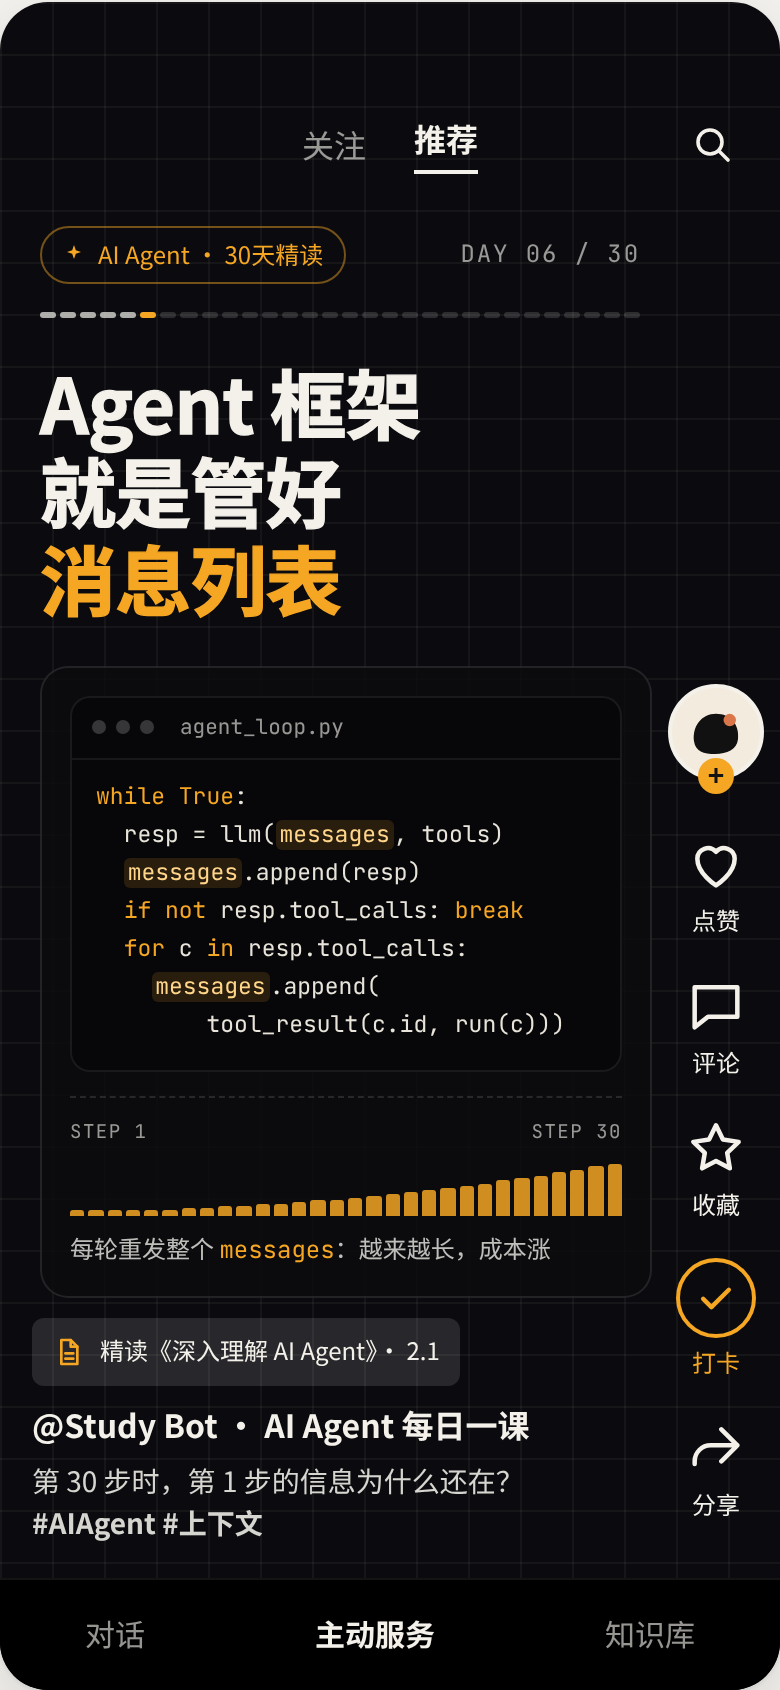 关注 推荐
AI Agent · 30天精读
DAY 06 / 30
Agent 框架
就是管好
消息列表
agent_loop.py
while True:
resp = llm(messages, tools)
messages.append(resp)
if not resp.tool_calls: break
for c in resp.tool_calls:
messages.append(
tool_result(c.id, run(c)))
STEP 1
STEP 30
每轮重发整个 messages：越来越长，成本涨
点赞
评论
收藏
打卡
分享
精读《深入理解 AI Agent》· 2.1
@Study Bot · AI Agent 每日一课
第 30 步时，第 1 步的信息为什么还在？
#AIAgent #上下文
对话 主动服务 知识库